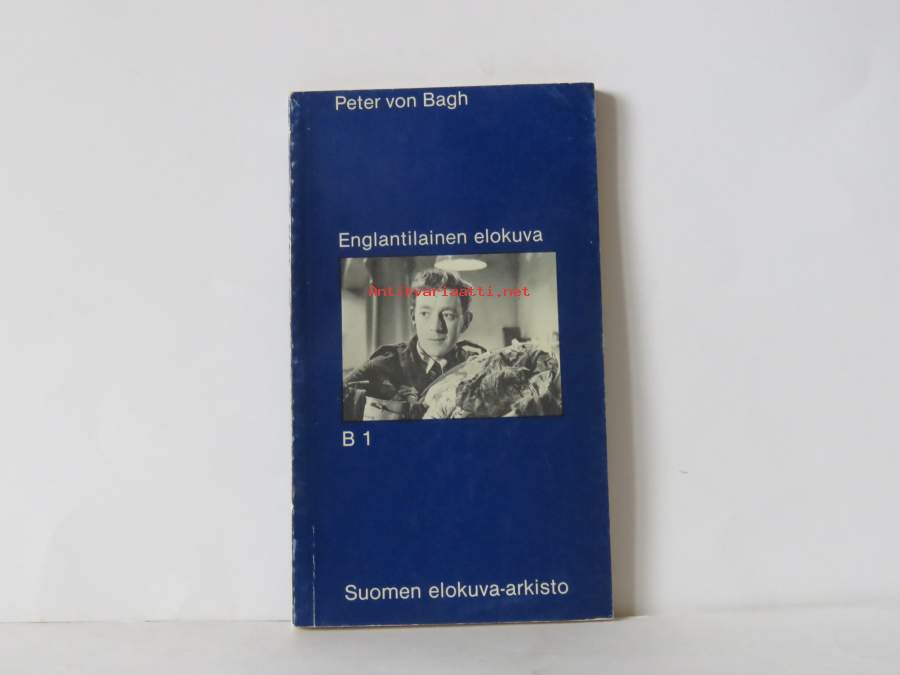 Peter von Bagh
Englantilainen elokuva
Antikvariaatti.net
B 1
Suomen elokuva-arkisto